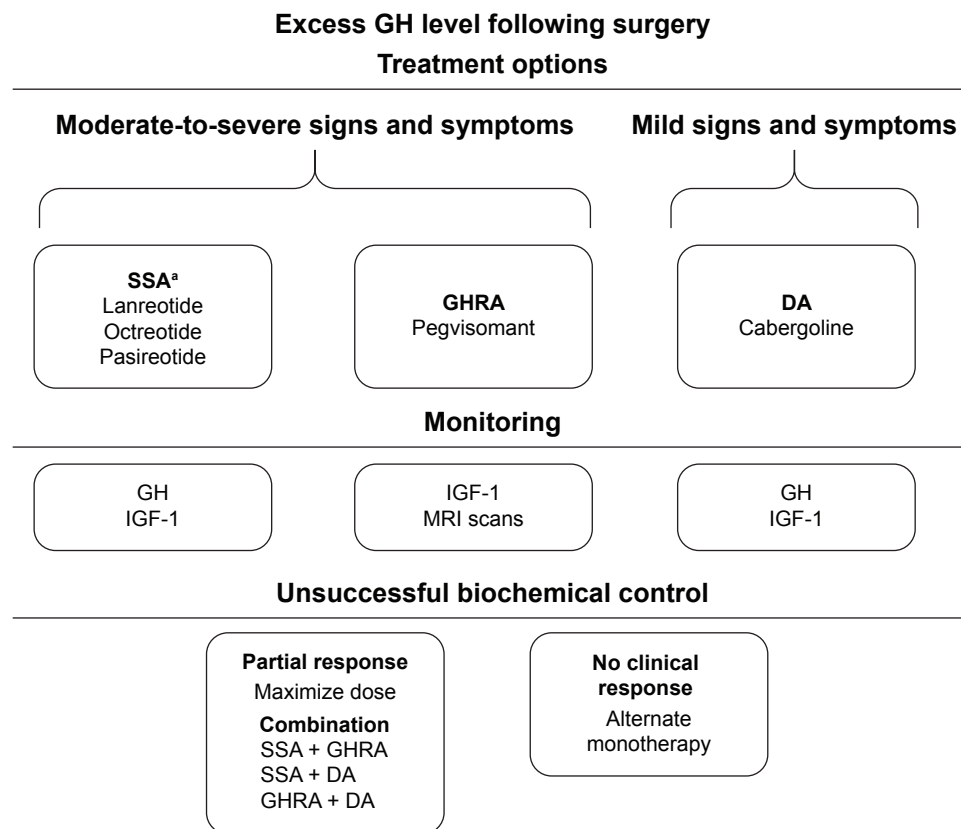 Excess GH level following surgery
Treatment options
Moderate-to-severe signs and symptoms
Mild signs and symptoms
SSAᵃ
Lanreotide
Octreotide
Pasireotide
GHRA
Pegvisomant
DA
Cabergoline
Monitoring
GH
IGF-1
IGF-1
MRI scans
GH
IGF-1
Unsuccessful biochemical control
Partial response
Maximize dose
Combination
SSA + GHRA
SSA + DA
GHRA + DA
No clinical
response
Alternate
monotherapy